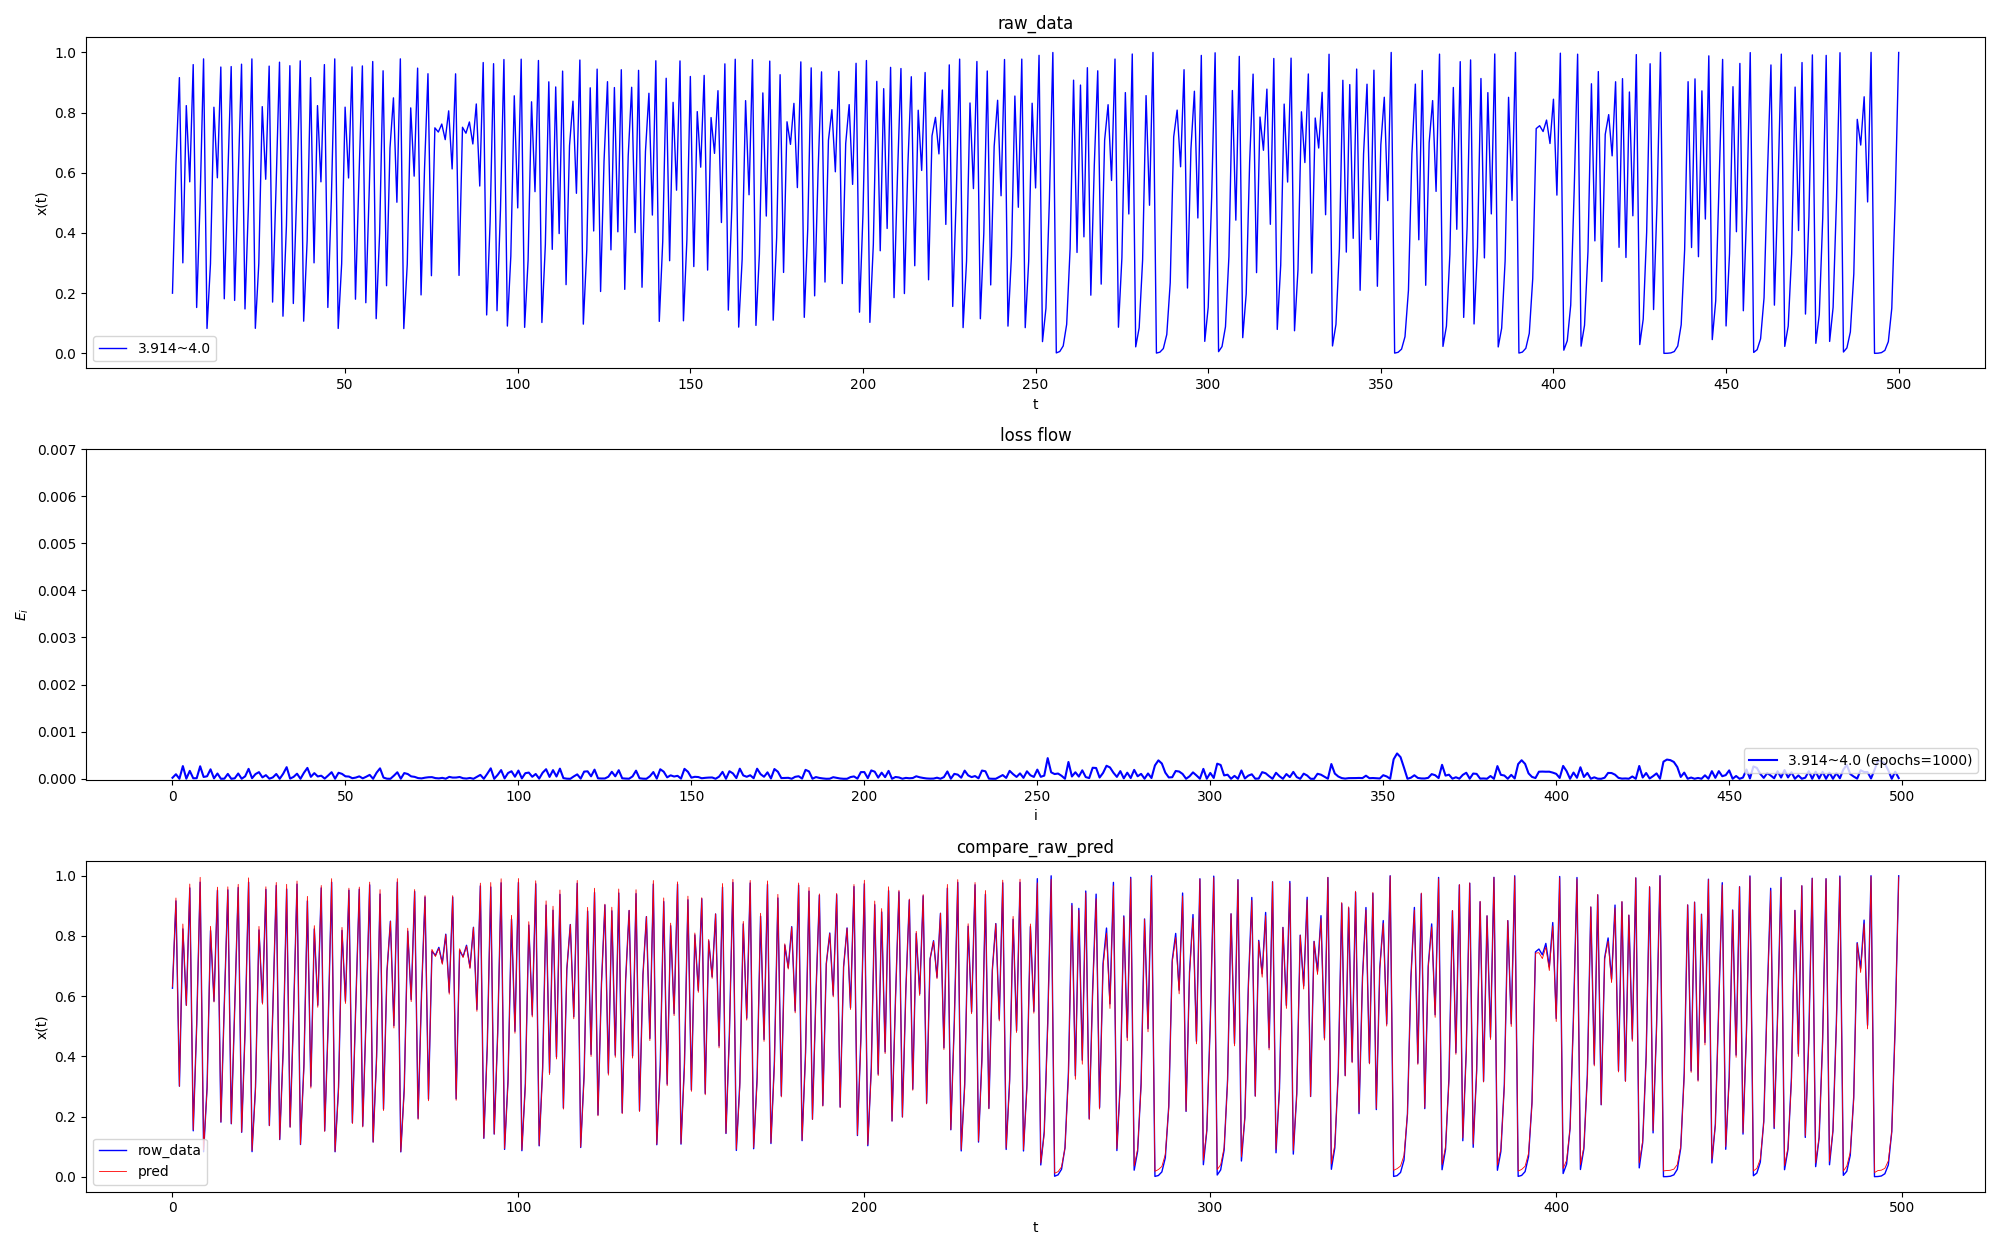 raw_data
x(t)
1.0
0.8
0.6
0.4
0.2
0.0
3.914~4.0
50 100 150 200 250 300 350 400 450 500
t
loss flow
E_i
0.007
0.006
0.005
0.004
0.003
0.002
0.001
0.000
3.914~4.0 (epochs=1000)
0 50 100 150 200 250 300 350 400 450 500
i
compare_raw_pred
x(t)
1.0
0.8
0.6
0.4
0.2
0.0
row_data
pred
0 100 200 300 400 500
t